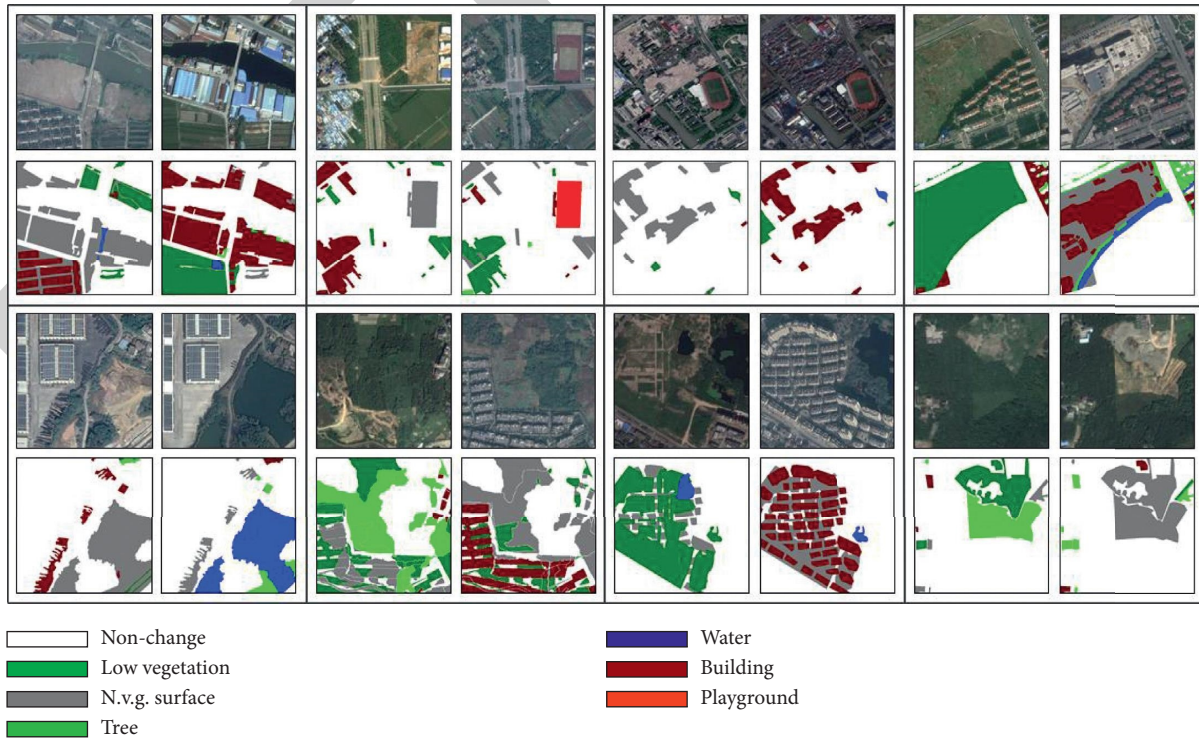 Non-change
Low vegetation
N.v.g. surface
Tree
Water
Building
Playground